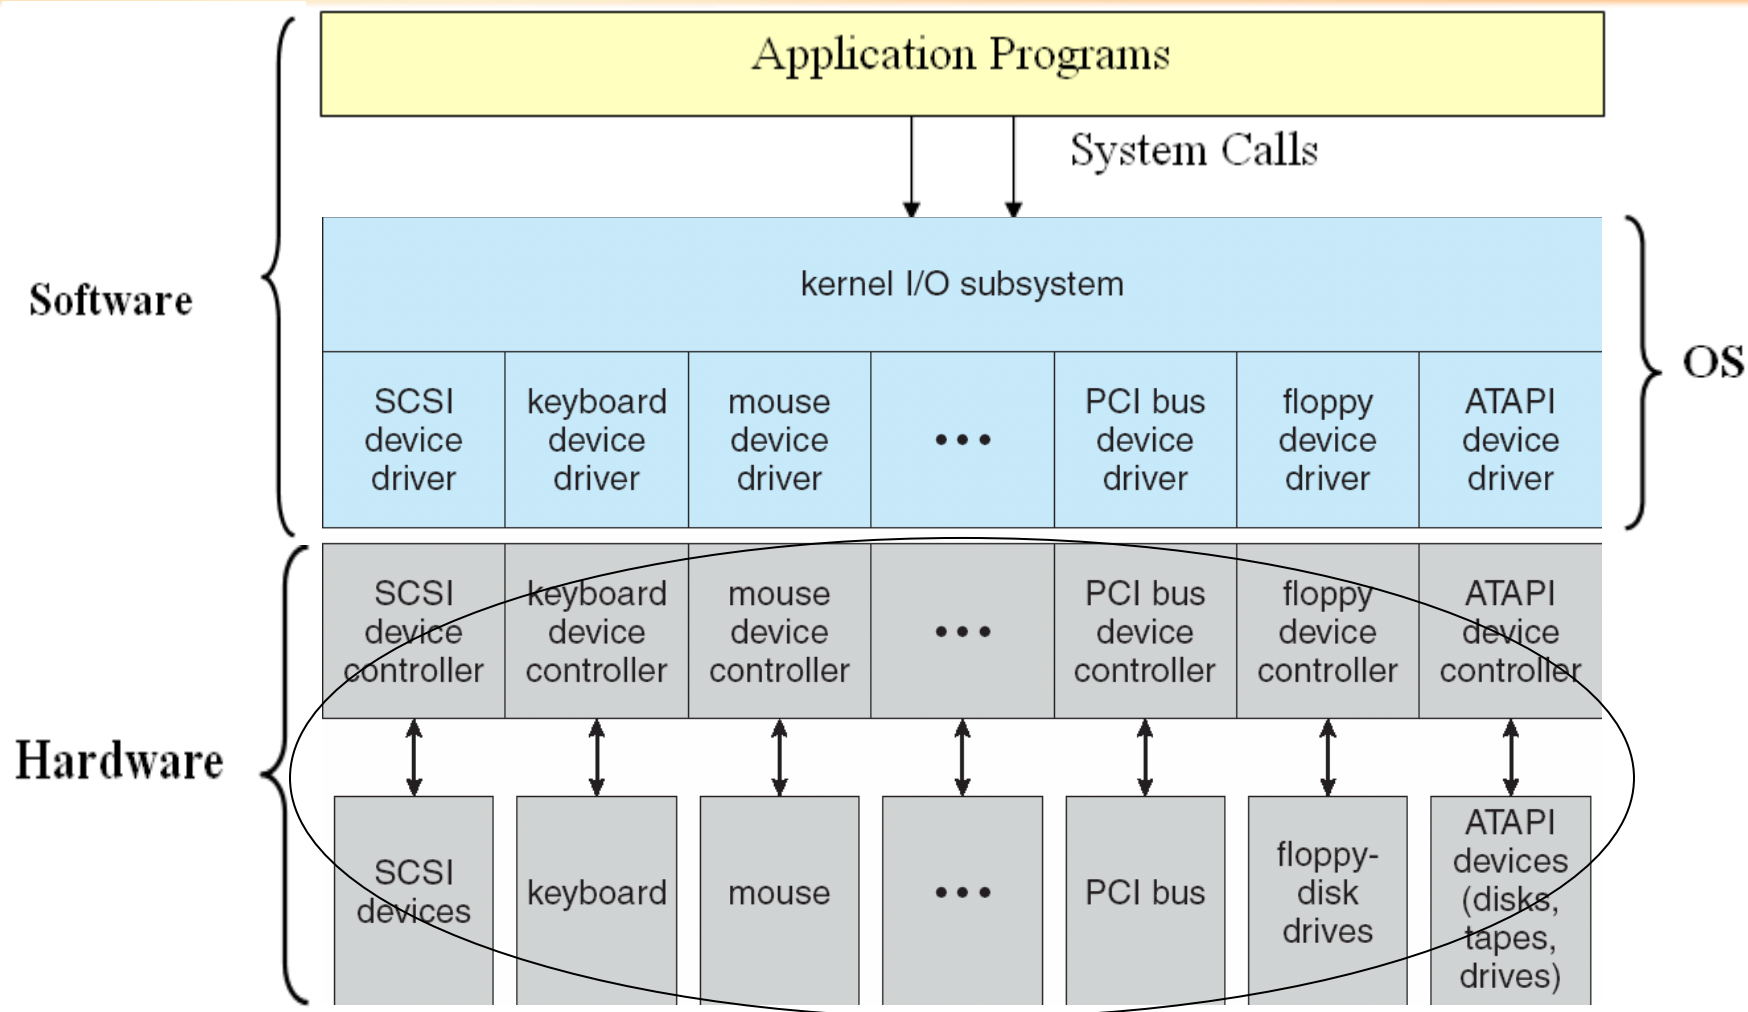 Application Programs
System Calls
kernel I/O subsystem
Software
OS
SCSI
device
driver
keyboard
device
driver
mouse
device
driver
•••
PCI bus
device
driver
floppy
device
driver
ATAPI
device
driver
SCSI
device
controller
keyboard
device
controller
mouse
device
controller
•••
PCI bus
device
controller
floppy
device
controller
ATAPI
device
controller
Hardware
SCSI
devices
keyboard
mouse
•••
PCI bus
floppy-
disk
drives
ATAPI
devices
(disks,
tapes,
drives)